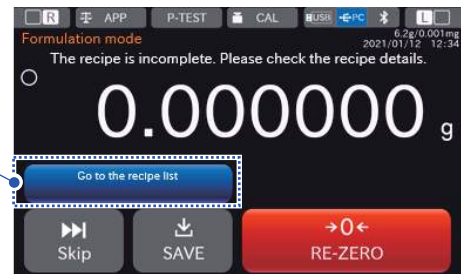 R APP P-TEST CAL USB PC L
Formulation mode
6.2g/0.001mg
2021/01/12 12:34
The recipe is incomplete. Please check the recipe details.
0.000000 g
Go to the recipe list
Skip SAVE →0← RE-ZERO